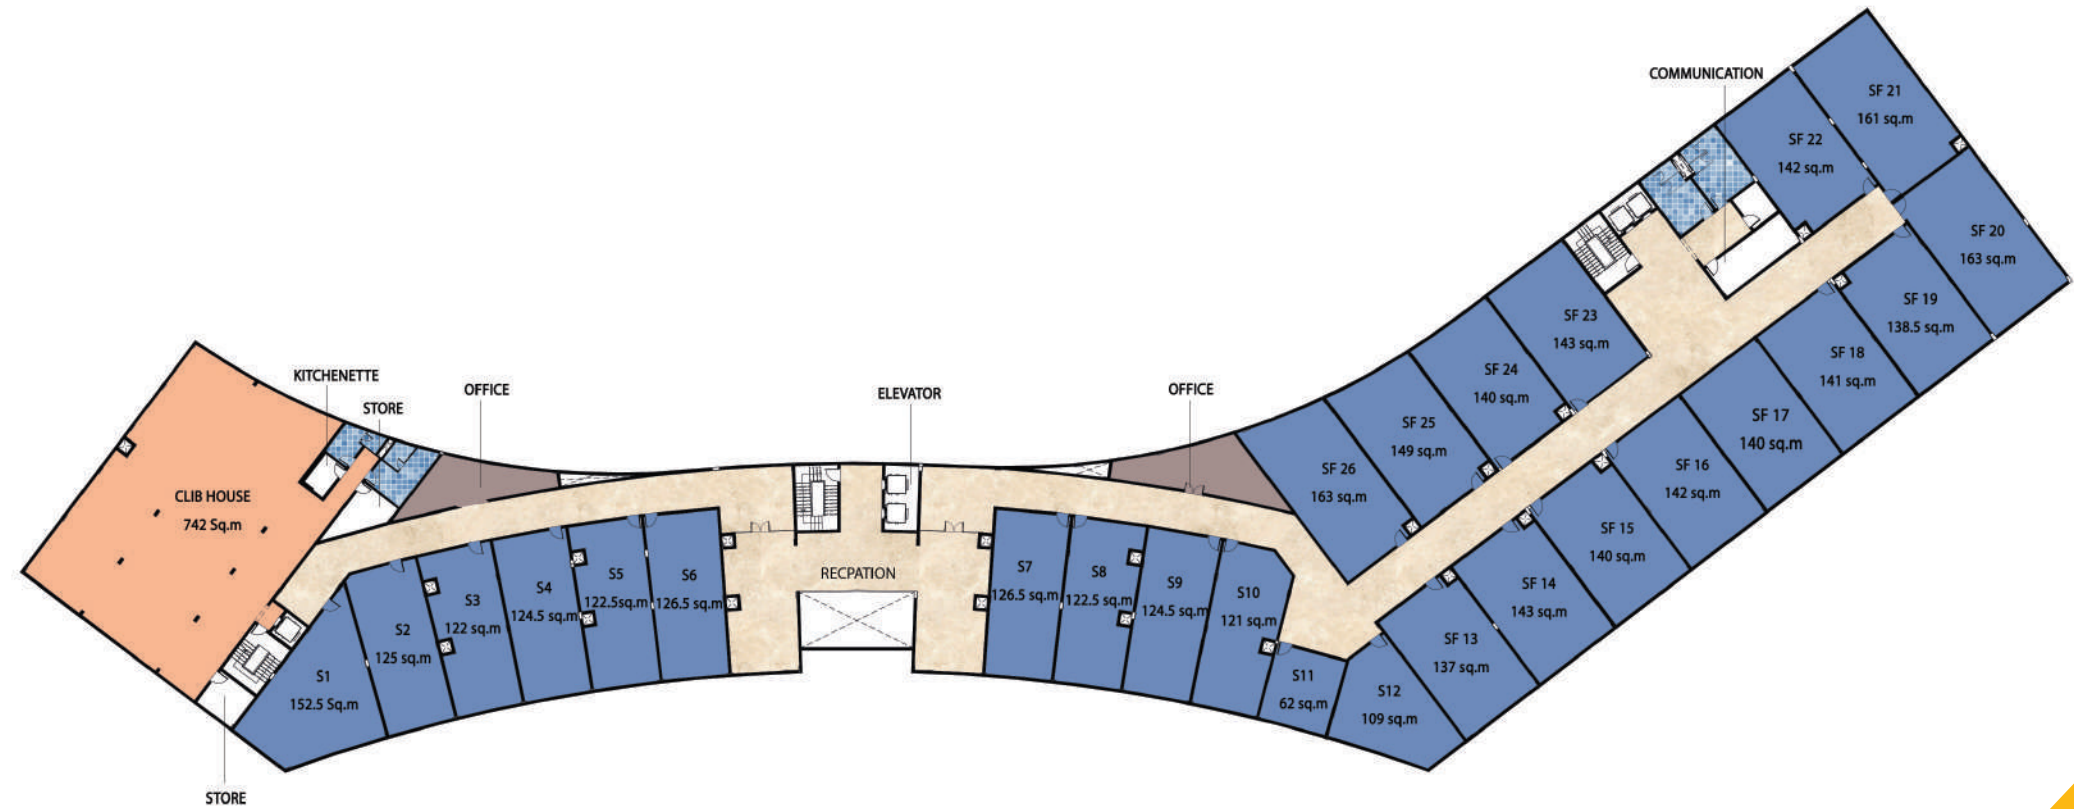 COMMUNICATION
SF 21
161 sq.m
SF 22
142 sq.m
SF 20
163 sq.m
SF 19
138.5 sq.m
SF 23
143 sq.m
SF 18
141 sq.m
SF 24
140 sq.m
SF 17
140 sq.m
SF 25
149 sq.m
SF 16
142 sq.m
SF 26
163 sq.m
SF 15
140 sq.m
SF 14
143 sq.m
SF 13
137 sq.m
KITCHENETTE
STORE
OFFICE
ELEVATOR
OFFICE
CLIB HOUSE
742 Sq.m
RECPATION
S1
152.5 Sq.m
S2
125 sq.m
S3
122 sq.m
S4
124.5 sq.m
S5
122.5sq.m
S6
126.5 sq.m
S7
126.5 sq.m
S8
122.5 sq.m
S9
124.5 sq.m
S10
121 sq.m
S11
62 sq.m
S12
109 sq.m
STORE